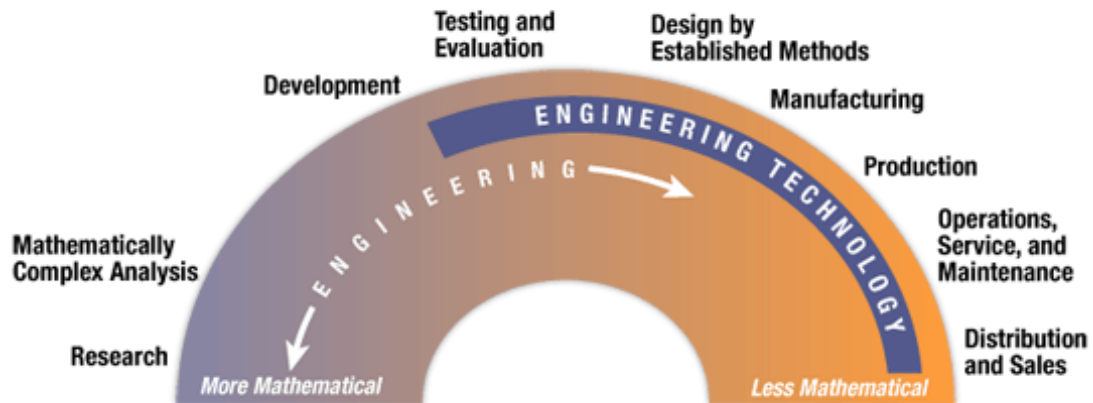 Testing and
Evaluation
Design by
Established Methods
Development
Manufacturing
ENGINEERING TECHNOLOGY
ENGINEERING
Production
Mathematically
Complex Analysis
Operations,
Service, and
Maintenance
Research
Distribution
and Sales
More Mathematical
Less Mathematical